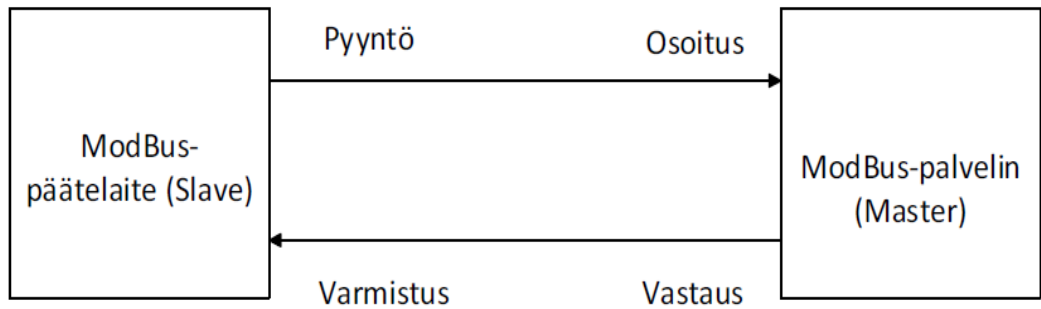 Pyyntö
Osoitus
ModBus-
päätelaite (Slave)
ModBus-palvelin
(Master)
Varmistus
Vastaus